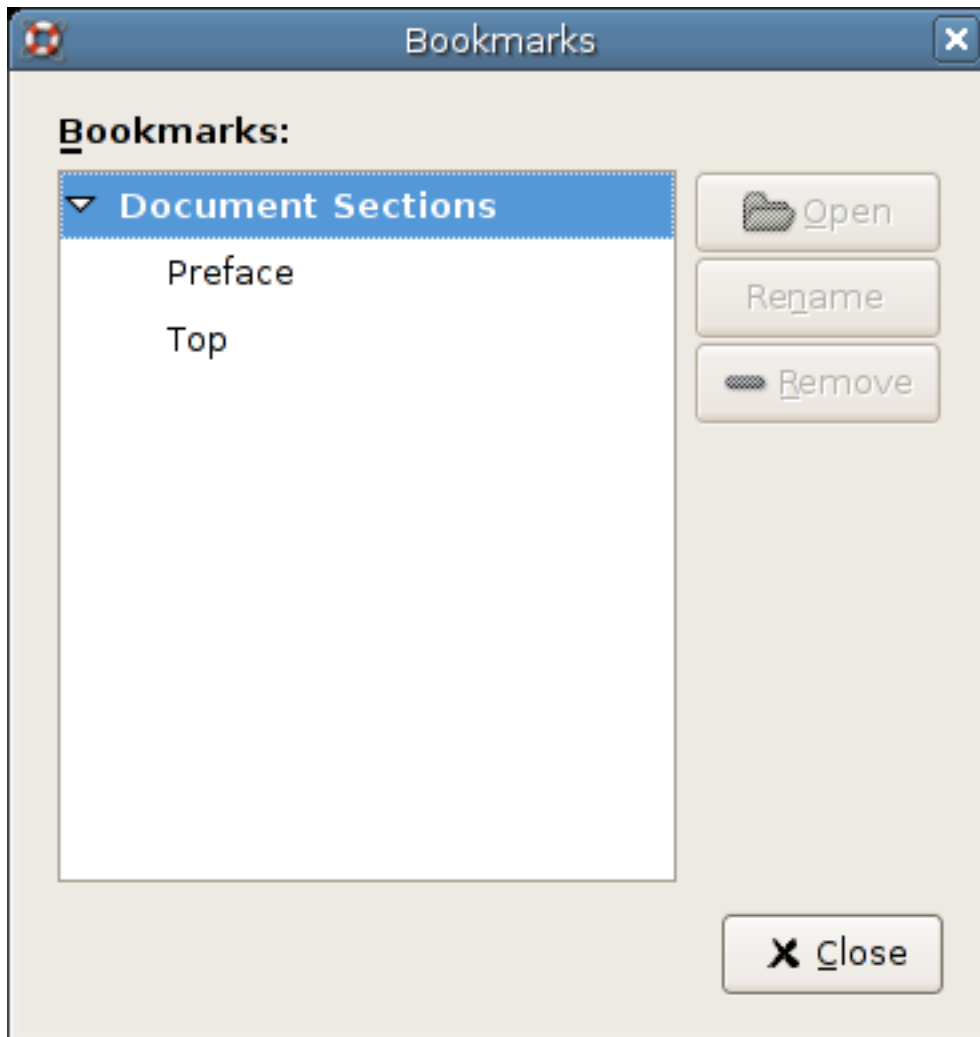 Bookmarks
Bookmarks:
Document Sections
Preface
Top
Open
Rename
Remove
Close